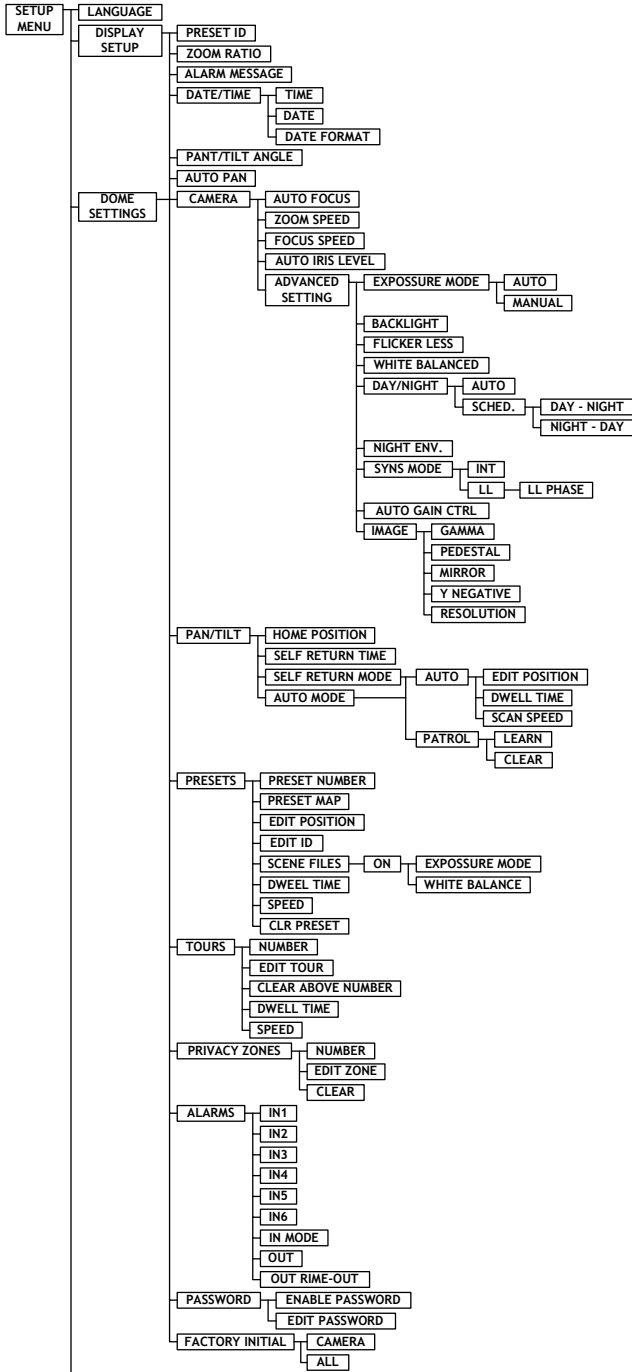 SETUP
MENU
LANGUAGE
DISPLAY
SETUP
PRESET ID
ZOOM RATIO
ALARM MESSAGE
DATE/TIME
TIME
DATE
DATE FORMAT
PANT/TILT ANGLE
AUTO PAN
DOME
SETTINGS
CAMERA
AUTO FOCUS
ZOOM SPEED
FOCUS SPEED
AUTO IRIS LEVEL
ADVANCED
SETTING
EXPOSSURE MODE
AUTO
MANUAL
BACKLIGHT
FLICKER LESS
WHITE BALANCED
DAY/NIGHT
AUTO
SCHED.
DAY - NIGHT
NIGHT - DAY
NIGHT ENV.
SYNS MODE
INT
LL
LL PHASE
AUTO GAIN CTRL
IMAGE
GAMMA
PEDESTAL
MIRROR
Y NEGATIVE
RESOLUTION
PAN/TILT
HOME POSITION
SELF RETURN TIME
SELF RETURN MODE
AUTO
EDIT POSITION
AUTO MODE
DWELL TIME
SCAN SPEED
PATROL
LEARN
CLEAR
PRESETS
PRESET NUMBER
PRESET MAP
EDIT POSITION
EDIT ID
SCENE FILES
ON
EXPOSSURE MODE
DWEEL TIME
WHITE BALANCE
SPEED
CLR PRESET
TOURS
NUMBER
EDIT TOUR
CLEAR ABOVE NUMBER
DWELL TIME
SPEED
PRIVACY ZONES
NUMBER
EDIT ZONE
CLEAR
ALARMS
IN1
IN2
IN3
IN4
IN5
IN6
IN MODE
OUT
OUT RIME-OUT
PASSWORD
ENABLE PASSWORD
EDIT PASSWORD
FACTORY INITIAL
CAMERA
ALL